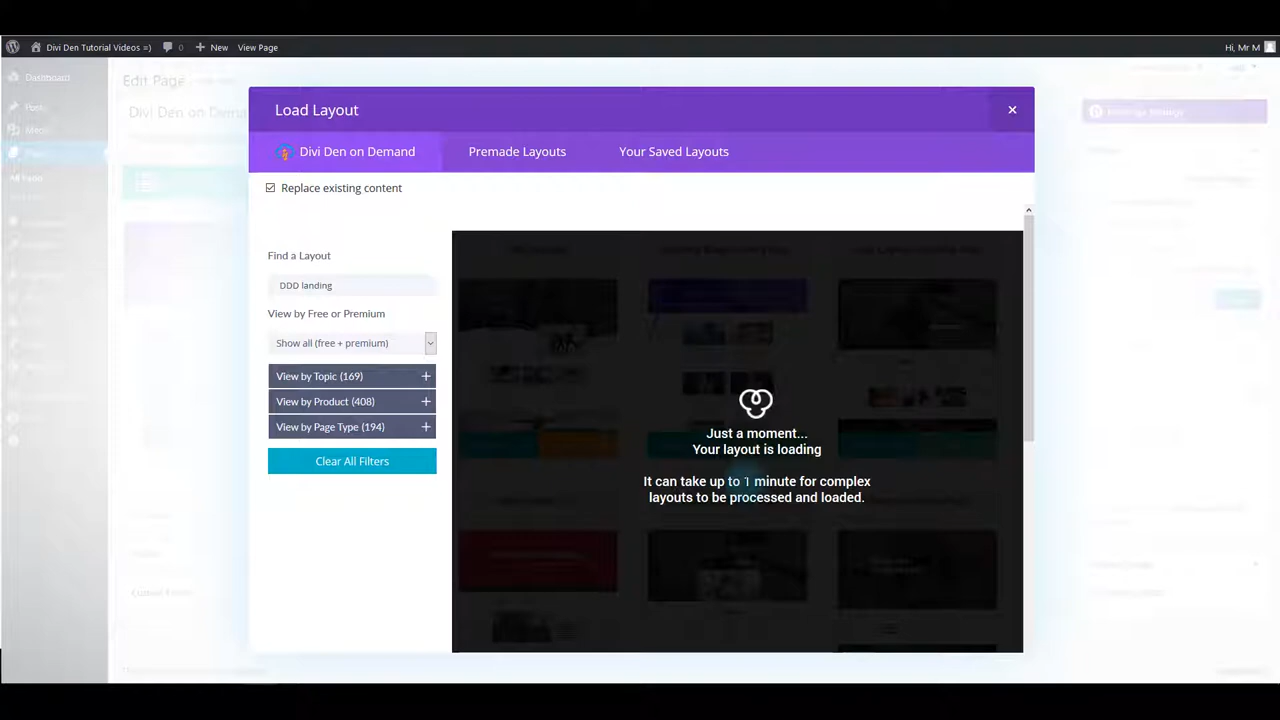 Divi Den Tutorial Videos =)
0
New
View Page
Hi, Mr M
Dashboard
Edit Page
Load Layout
Divi Den on Demand
Premade Layouts
Your Saved Layouts
Replace existing content
Find a Layout
DDD landing
View by Free or Premium
Show all (free + premium)
View by Topic (169)
View by Product (408)
View by Page Type (194)
Clear All Filters
Just a moment...
Your layout is loading
It can take up to 1 minute for complex
layouts to be processed and loaded.